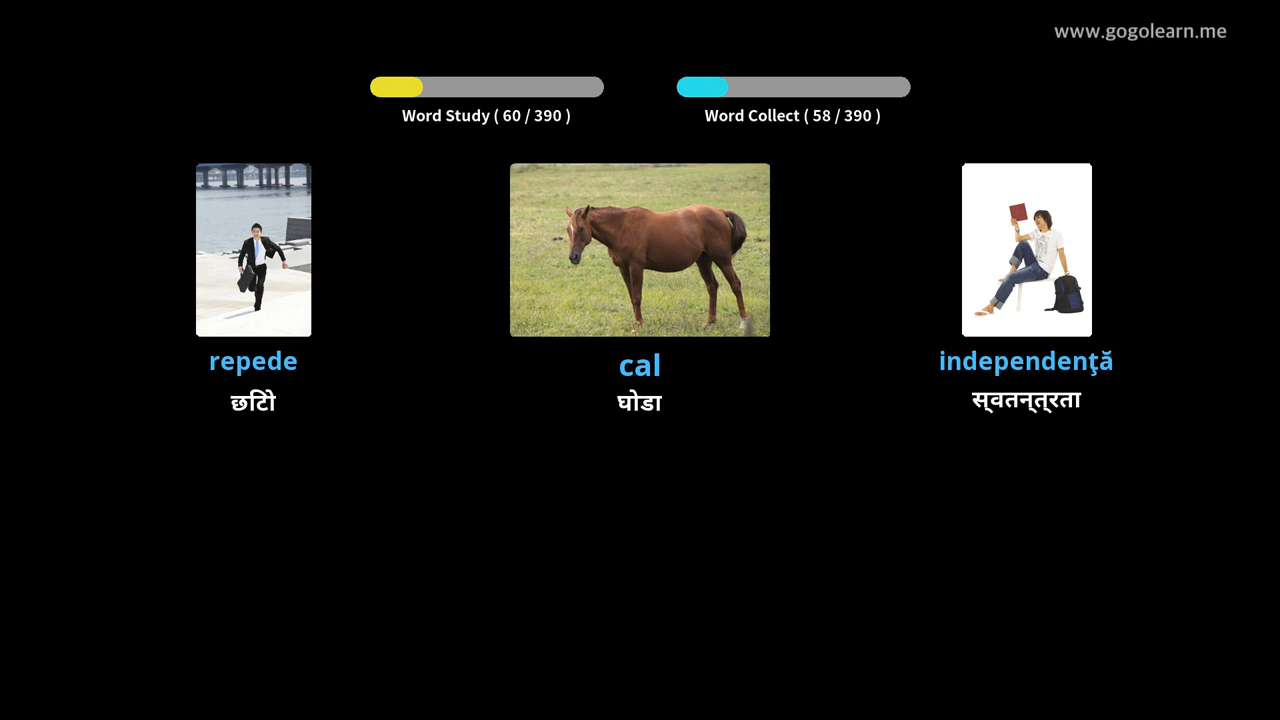 www.gogolearn.me
Word Study ( 60 / 390 )
Word Collect ( 58 / 390 )
repede
छिटो
cal
घोडा
independenţă
स्वतन्त्रता